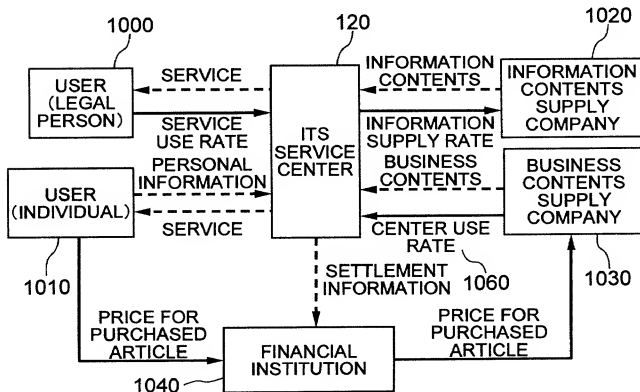 1000
120
1020
USER
(LEGAL
PERSON)
SERVICE
SERVICE
USE RATE
ITS
SERVICE
CENTER
INFORMATION
CONTENTS
INFORMATION
SUPPLY RATE
INFORMATION
CONTENTS
SUPPLY
COMPANY
USER
(INDIVIDUAL)
PERSONAL
INFORMATION
SERVICE
BUSINESS
CONTENTS
CENTER USE
RATE
BUSINESS
CONTENTS
SUPPLY
COMPANY
1010
1060
1030
SETTLEMENT
INFORMATION
PRICE FOR
PURCHASED
ARTICLE
FINANCIAL
INSTITUTION
PRICE FOR
PURCHASED
ARTICLE
1040